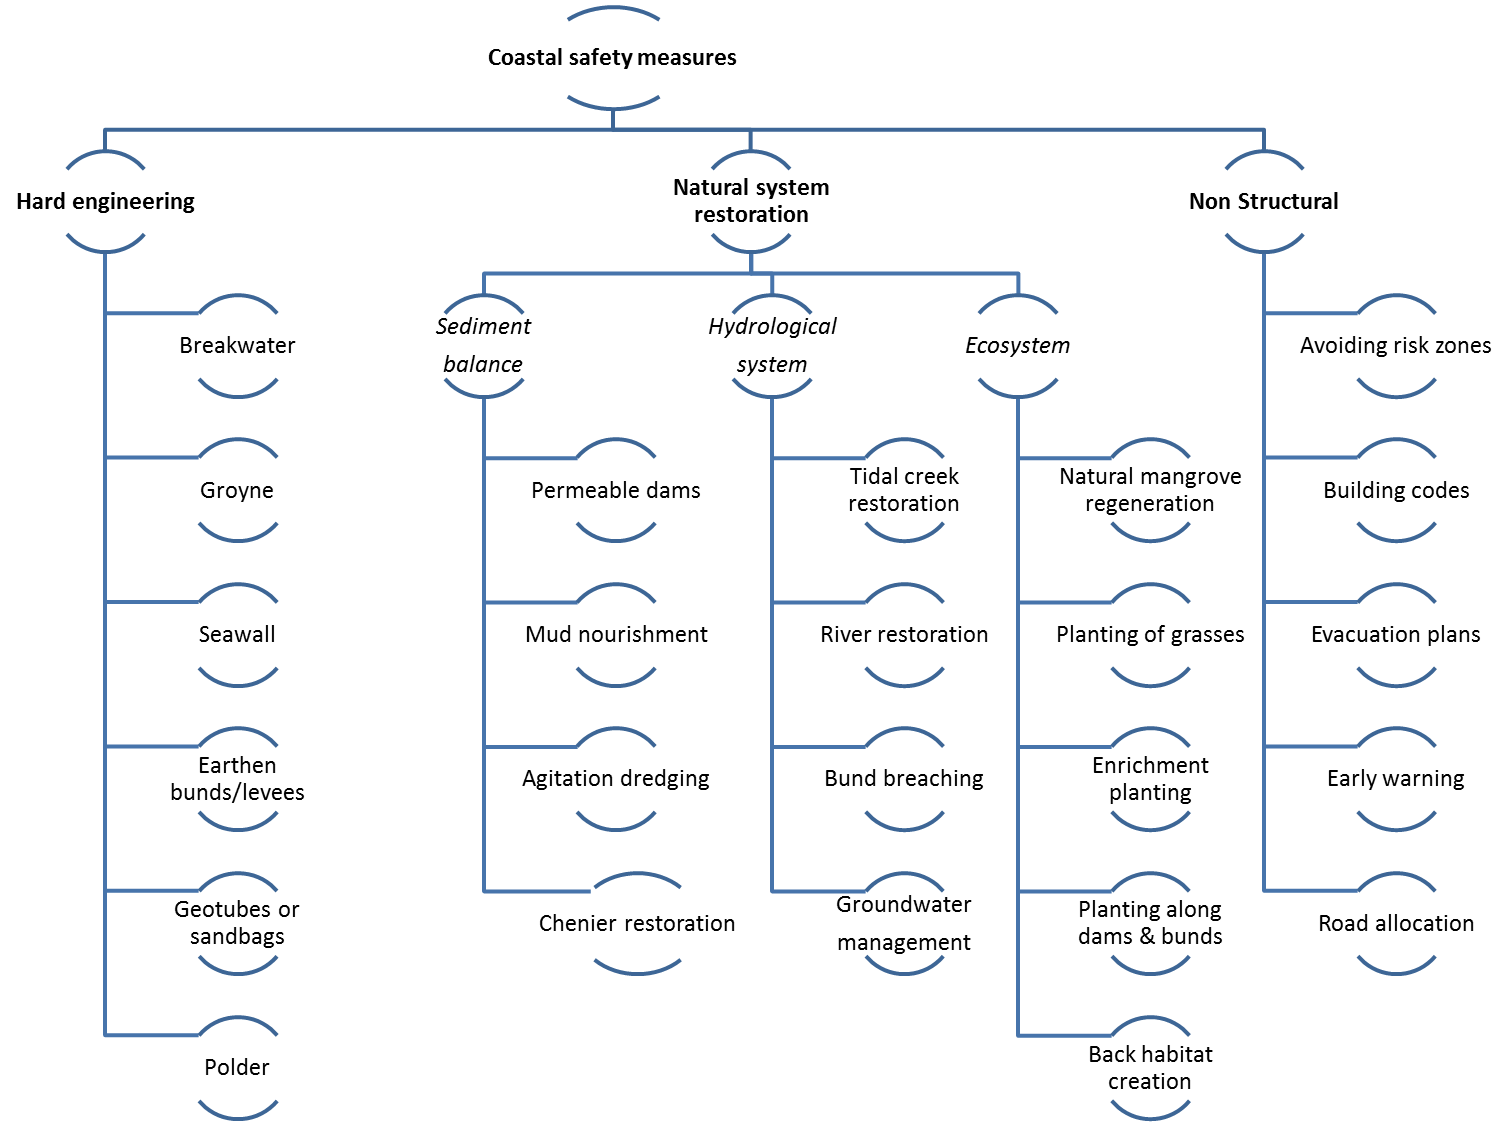 Coastal safety measures
Hard engineering
Natural system
restoration
Non Structural
Breakwater
Groyne
Seawall
Earthen
bunds/levees
Geotubes or
sandbags
Polder
Sediment
balance
Permeable dams
Mud nourishment
Agitation dredging
Chenier restoration
Hydrological
system
Tidal creek
restoration
River restoration
Bund breaching
Groundwater
management
Ecosystem
Natural mangrove
regeneration
Planting of grasses
Enrichment
planting
Planting along
dams & bunds
Back habitat
creation
Avoiding risk zones
Building codes
Evacuation plans
Early warning
Road allocation